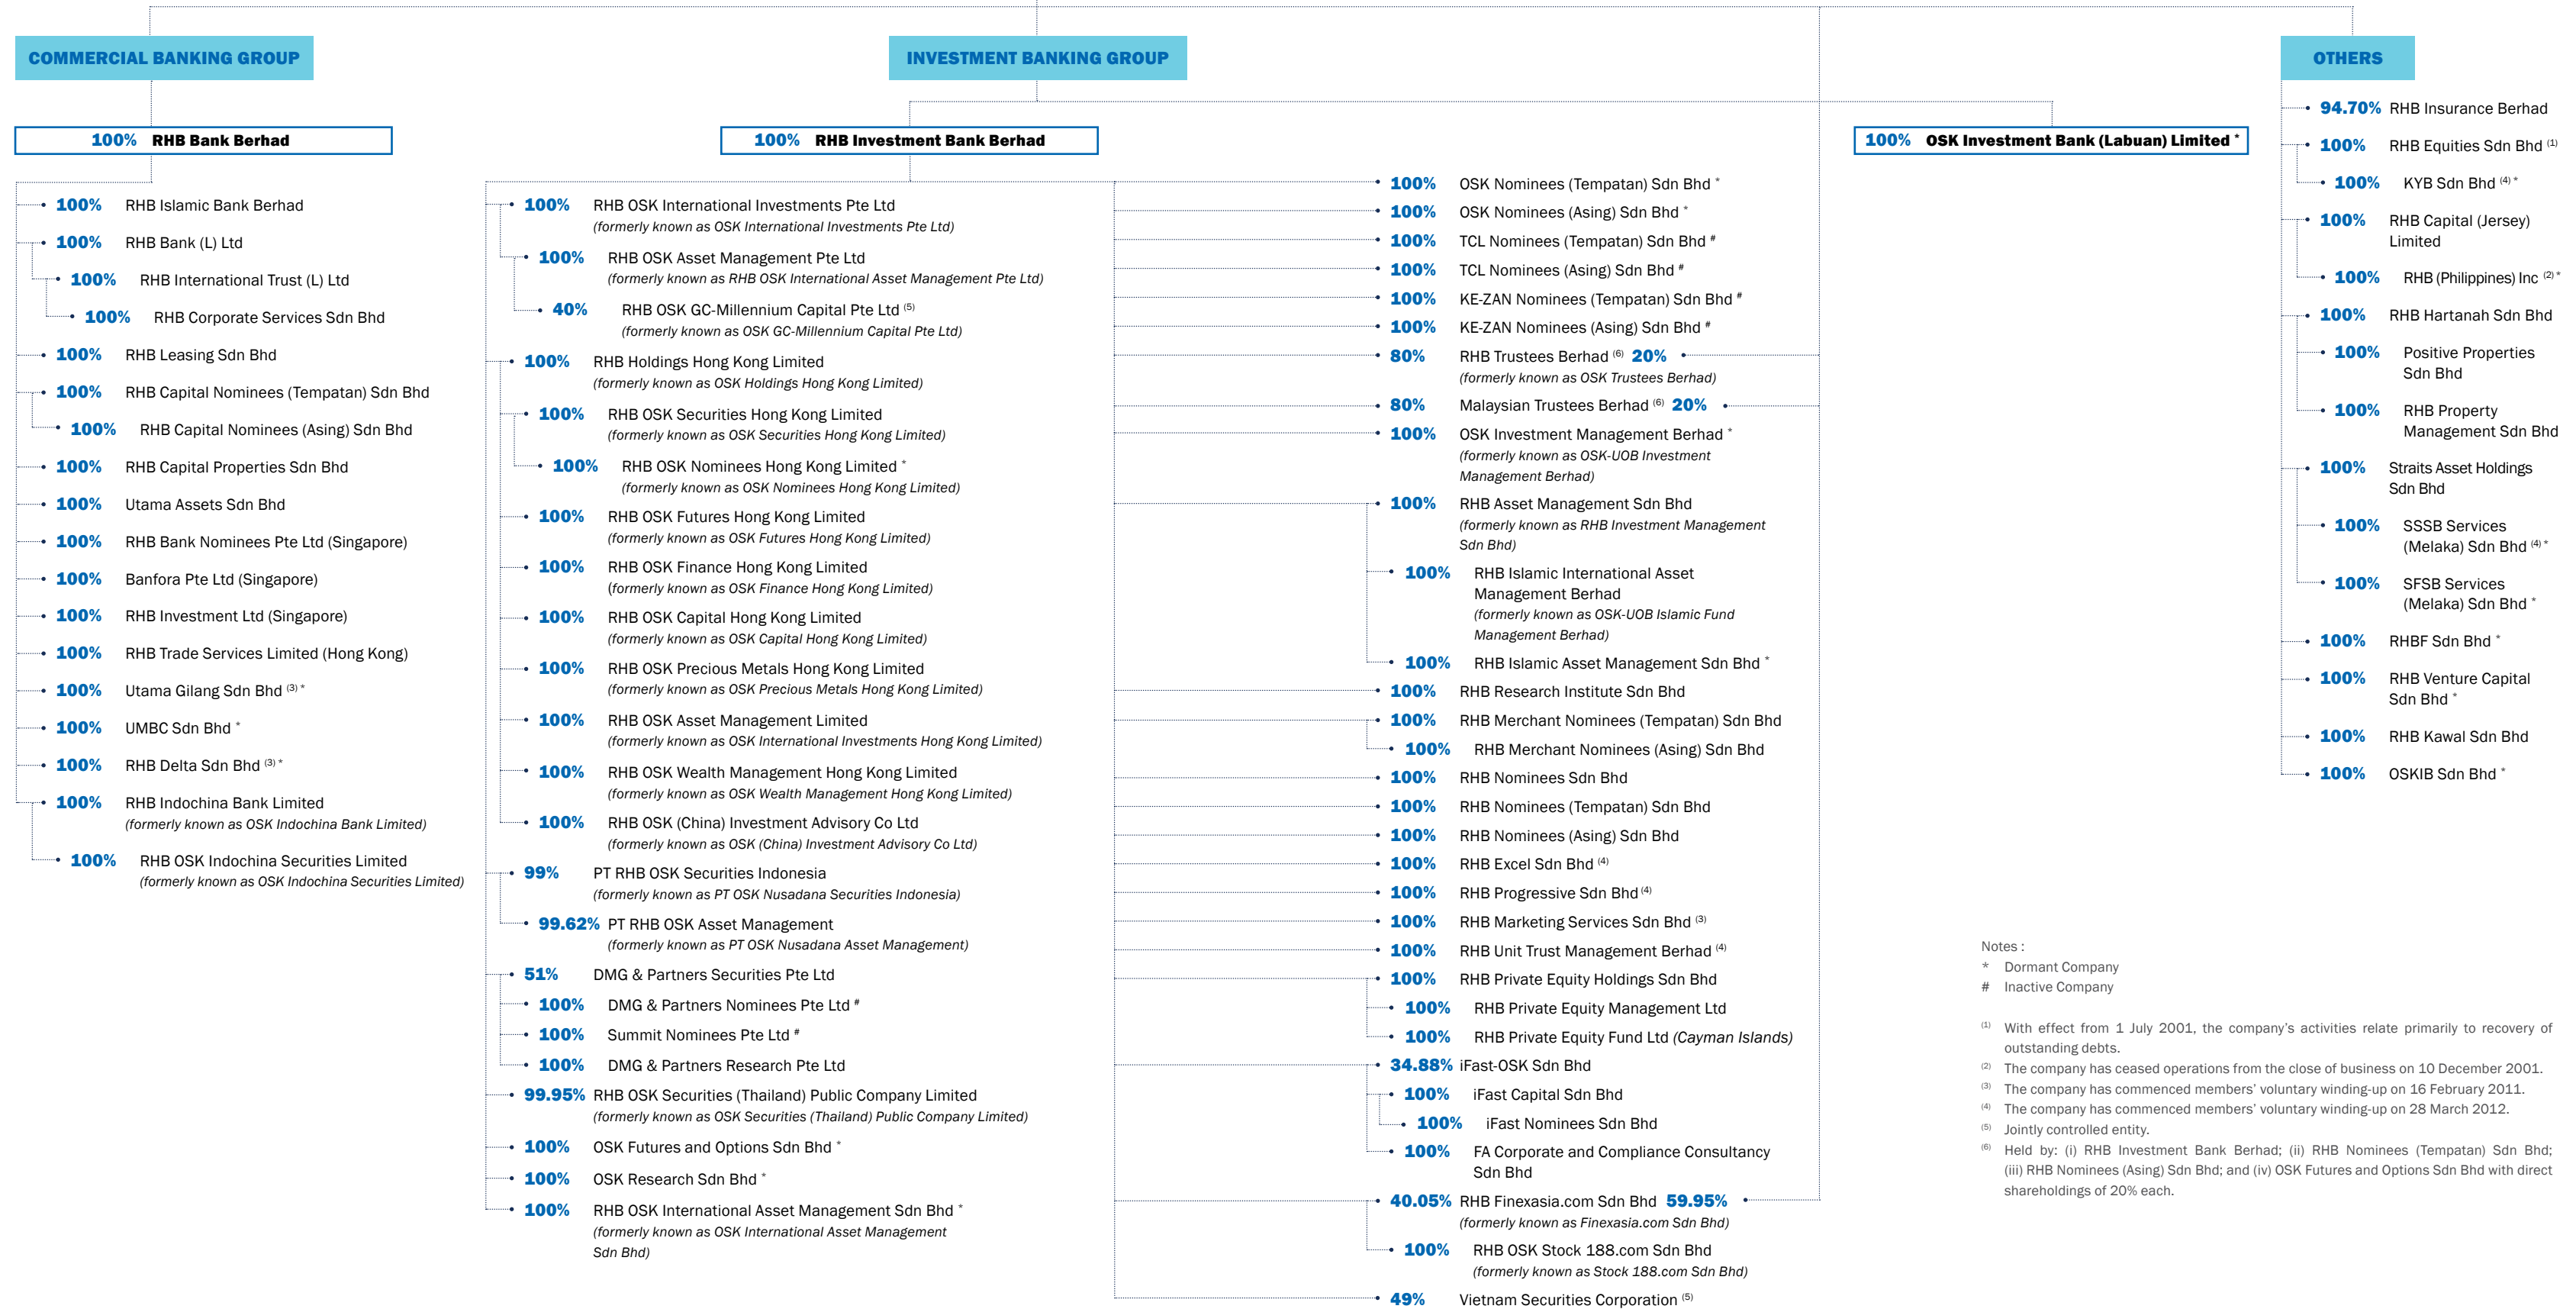 COMMERCIAL BANKING GROUP
100% RHB Bank Berhad
100% RHB Islamic Bank Berhad
100% RHB Bank (L) Ltd
100% RHB International Trust (L) Ltd
100% RHB Corporate Services Sdn Bhd
100% RHB Leasing Sdn Bhd
100% RHB Capital Nominees (Tempatan) Sdn Bhd
100% RHB Capital Nominees (Asing) Sdn Bhd
100% RHB Capital Properties Sdn Bhd
100% Utama Assets Sdn Bhd
100% RHB Bank Nominees Pte Ltd (Singapore)
100% Banfora Pte Ltd (Singapore)
100% RHB Investment Ltd (Singapore)
100% RHB Trade Services Limited (Hong Kong)
100% Utama Gilang Sdn Bhd (3) *
100% UMBC Sdn Bhd *
100% RHB Delta Sdn Bhd (3) *
100% RHB Indochina Bank Limited
(formerly known as OSK Indochina Bank Limited)
100% RHB OSK Indochina Securities Limited
(formerly known as OSK Indochina Securities Limited)
INVESTMENT BANKING GROUP
100% RHB Investment Bank Berhad
100% RHB OSK International Investments Pte Ltd
(formerly known as OSK International Investments Pte Ltd)
100% RHB OSK Asset Management Pte Ltd
(formerly known as RHB OSK International Asset Management Pte Ltd)
40% RHB OSK GC-Millennium Capital Pte Ltd (5)
(formerly known as OSK GC-Millennium Capital Pte Ltd)
100% RHB Holdings Hong Kong Limited
(formerly known as OSK Holdings Hong Kong Limited)
100% RHB OSK Securities Hong Kong Limited
(formerly known as OSK Securities Hong Kong Limited)
100% RHB OSK Nominees Hong Kong Limited *
(formerly known as OSK Nominees Hong Kong Limited)
100% RHB OSK Futures Hong Kong Limited
(formerly known as OSK Futures Hong Kong Limited)
100% RHB OSK Finance Hong Kong Limited
(formerly known as OSK Finance Hong Kong Limited)
100% RHB OSK Capital Hong Kong Limited
(formerly known as OSK Capital Hong Kong Limited)
100% RHB OSK Precious Metals Hong Kong Limited
(formerly known as OSK Precious Metals Hong Kong Limited)
100% RHB OSK Asset Management Limited
(formerly known as OSK International Investments Hong Kong Limited)
100% RHB OSK Wealth Management Hong Kong Limited
(formerly known as OSK Wealth Management Hong Kong Limited)
100% RHB OSK (China) Investment Advisory Co Ltd
(formerly known as OSK (China) Investment Advisory Co Ltd)
99% PT RHB OSK Securities Indonesia
(formerly known as PT OSK Nusadana Securities Indonesia)
99.62% PT RHB OSK Asset Management
(formerly known as PT OSK Nusadana Asset Management)
51% DMG & Partners Securities Pte Ltd
100% DMG & Partners Nominees Pte Ltd #
100% Summit Nominees Pte Ltd #
100% DMG & Partners Research Pte Ltd
99.95% RHB OSK Securities (Thailand) Public Company Limited
(formerly known as OSK Securities (Thailand) Public Company Limited)
100% OSK Futures and Options Sdn Bhd *
100% OSK Research Sdn Bhd *
100% RHB OSK International Asset Management Sdn Bhd *
(formerly known as OSK International Asset Management
Sdn Bhd)
100% OSK Nominees (Tempatan) Sdn Bhd *
100% OSK Nominees (Asing) Sdn Bhd *
100% TCL Nominees (Tempatan) Sdn Bhd #
100% TCL Nominees (Asing) Sdn Bhd #
100% KE-ZAN Nominees (Tempatan) Sdn Bhd #
100% KE-ZAN Nominees (Asing) Sdn Bhd #
80% RHB Trustees Berhad (6) 20%
(formerly known as OSK Trustees Berhad)
80% Malaysian Trustees Berhad (6) 20%
100% OSK Investment Management Berhad *
(formerly known as OSK-UOB Investment
Management Berhad)
100% RHB Asset Management Sdn Bhd
(formerly known as RHB Investment Management
Sdn Bhd)
100% RHB Islamic International Asset
Management Berhad
(formerly known as OSK-UOB Islamic Fund
Management Berhad)
100% RHB Islamic Asset Management Sdn Bhd *
100% RHB Research Institute Sdn Bhd
100% RHB Merchant Nominees (Tempatan) Sdn Bhd
100% RHB Merchant Nominees (Asing) Sdn Bhd
100% RHB Nominees Sdn Bhd
100% RHB Nominees (Tempatan) Sdn Bhd
100% RHB Nominees (Asing) Sdn Bhd
100% RHB Excel Sdn Bhd (4)
100% RHB Progressive Sdn Bhd (4)
100% RHB Marketing Services Sdn Bhd (3)
100% RHB Unit Trust Management Berhad (4)
100% RHB Private Equity Holdings Sdn Bhd
100% RHB Private Equity Management Ltd
100% RHB Private Equity Fund Ltd (Cayman Islands)
34.88% iFast-OSK Sdn Bhd
100% iFast Capital Sdn Bhd
100% iFast Nominees Sdn Bhd
100% FA Corporate and Compliance Consultancy
Sdn Bhd
40.05% RHB Finexasia.com Sdn Bhd 59.95%
(formerly known as Finexasia.com Sdn Bhd)
100% RHB OSK Stock 188.com Sdn Bhd
(formerly known as Stock 188.com Sdn Bhd)
49% Vietnam Securities Corporation (5)
100% OSK Investment Bank (Labuan) Limited *
OTHERS
94.70% RHB Insurance Berhad
100% RHB Equities Sdn Bhd (1)
100% KYB Sdn Bhd (4) *
100% RHB Capital (Jersey)
Limited
100% RHB (Philippines) Inc (2) *
100% RHB Hartanah Sdn Bhd
100% Positive Properties
Sdn Bhd
100% RHB Property
Management Sdn Bhd
100% Straits Asset Holdings
Sdn Bhd
100% SSSB Services
(Melaka) Sdn Bhd (4) *
100% SFSB Services
(Melaka) Sdn Bhd *
100% RHBF Sdn Bhd *
100% RHB Venture Capital
Sdn Bhd *
100% RHB Kawal Sdn Bhd
100% OSKIB Sdn Bhd *
Notes :
* Dormant Company
# Inactive Company
(1) With effect from 1 July 2001, the company's activities relate primarily to recovery of
outstanding debts.
(2) The company has ceased operations from the close of business on 10 December 2001.
(3) The company has commenced members' voluntary winding-up on 16 February 2011.
(4) The company has commenced members' voluntary winding-up on 28 March 2012.
(5) Jointly controlled entity.
(6) Held by: (i) RHB Investment Bank Berhad; (ii) RHB Nominees (Tempatan) Sdn Bhd;
(iii) RHB Nominees (Asing) Sdn Bhd; and (iv) OSK Futures and Options Sdn Bhd with direct
shareholdings of 20% each.